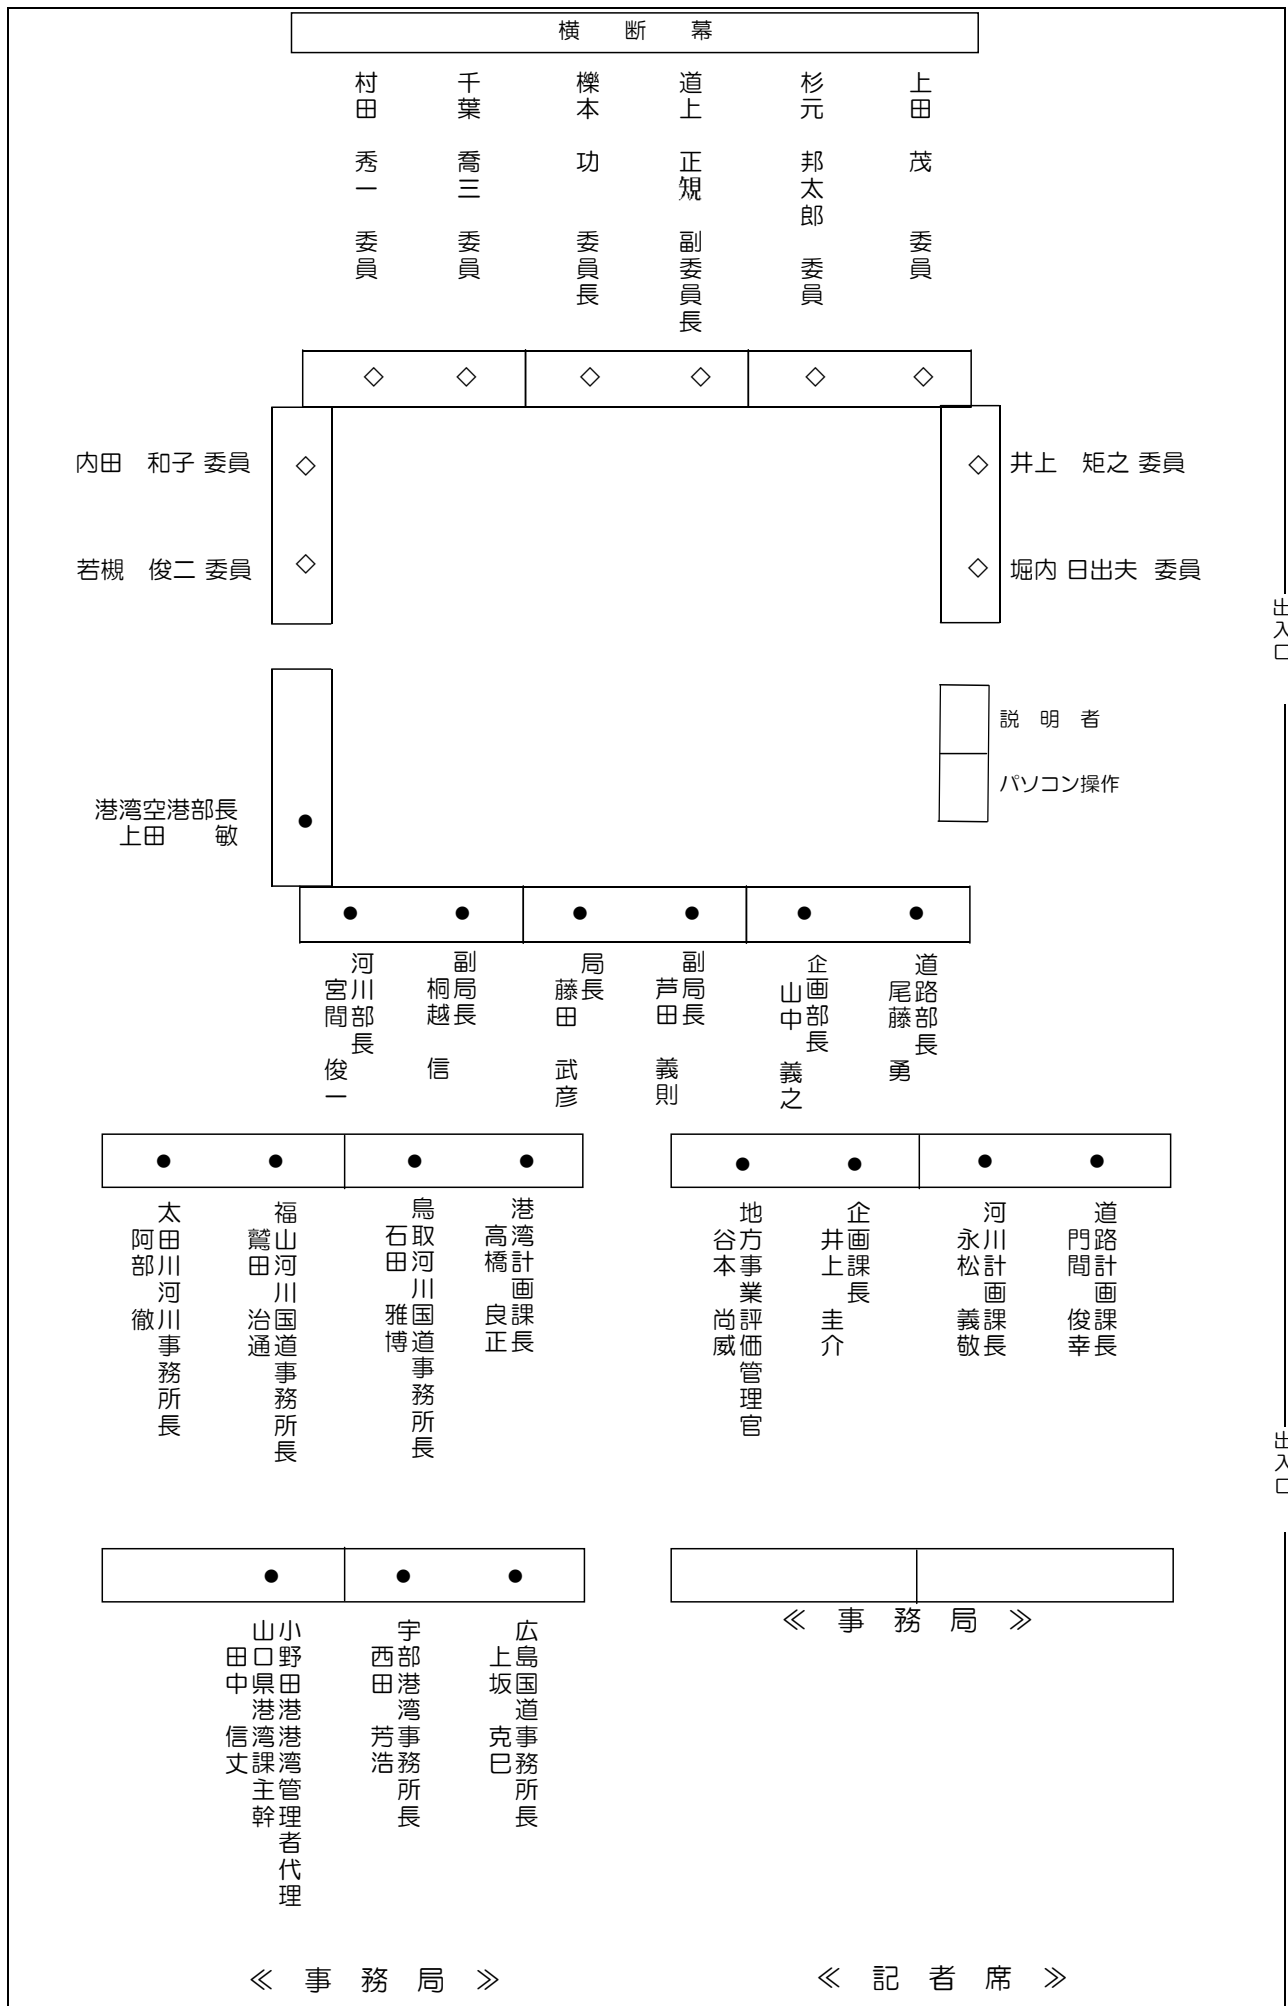 横　断　幕
村田　秀一　委員
千葉　喬三　委員
櫟本　功　委員長
道上　正䂓　副委員長
杉元　邦太郎　委員
上田　茂　委員
内田　和子 委員
井上　矩之 委員
若槻　俊二 委員
堀内 日出夫 委員
出入口
説　明　者
パソコン操作
港湾空港部長
上田　敏
河川部長
宮間　俊一
副局長
桐越　信
局長
藤田　武彦
副局長
芦田　義則
企画部長
山中　義之
道路部長
尾藤　勇
太田川河川事務所長
阿部　徹
福山河川国道事務所長
鷲田　治通
鳥取河川国道事務所長
石田　雅博
港湾計画課長
高橋　良正
地方事業評価管理官
谷本　尚威
企画課長
井上　圭介
河川計画課長
永松　義敬
道路計画課長
門間　俊幸
出入口
小野田港港湾管理者代理
山口県港湾課主幹
田中　信丈
宇部港湾事務所長
西田　芳浩
広島国道事務所長
上坂　克巳
≪　事　務　局　≫
≪　事　務　局　≫
≪　記　者　席　≫